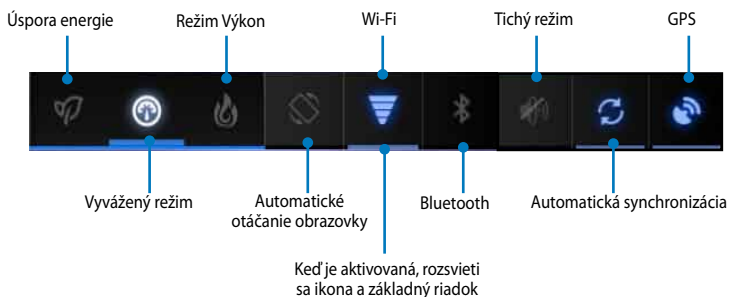 Úspora energie
Režim Výkon
Wi-Fi
Tichý režim
GPS
Vyvážený režim
Automatické
otáčanie obrazovky
Bluetooth
Automatická synchronizácia
Keď je aktivovaná, rozsvieti
sa ikona a základný riadok